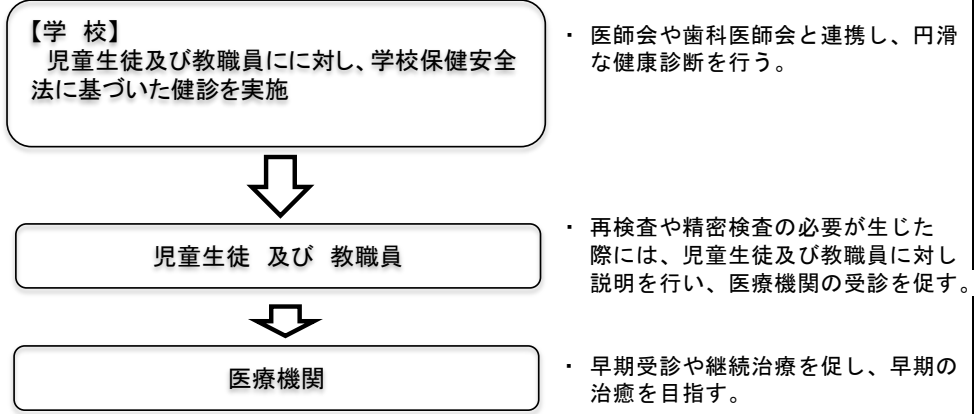 【学　校】
児童生徒及び教職員にに対し、学校保健安全
法に基づいた健診を実施
・ 医師会や歯科医師会と連携し、円滑
な健康診断を行う。
児童生徒　及び　教職員
・ 再検査や精密検査の必要が生じた
際には、児童生徒及び教職員に対し
説明を行い、医療機関の受診を促す。
医療機関
・ 早期受診や継続治療を促し、早期の
治癒を目指す。